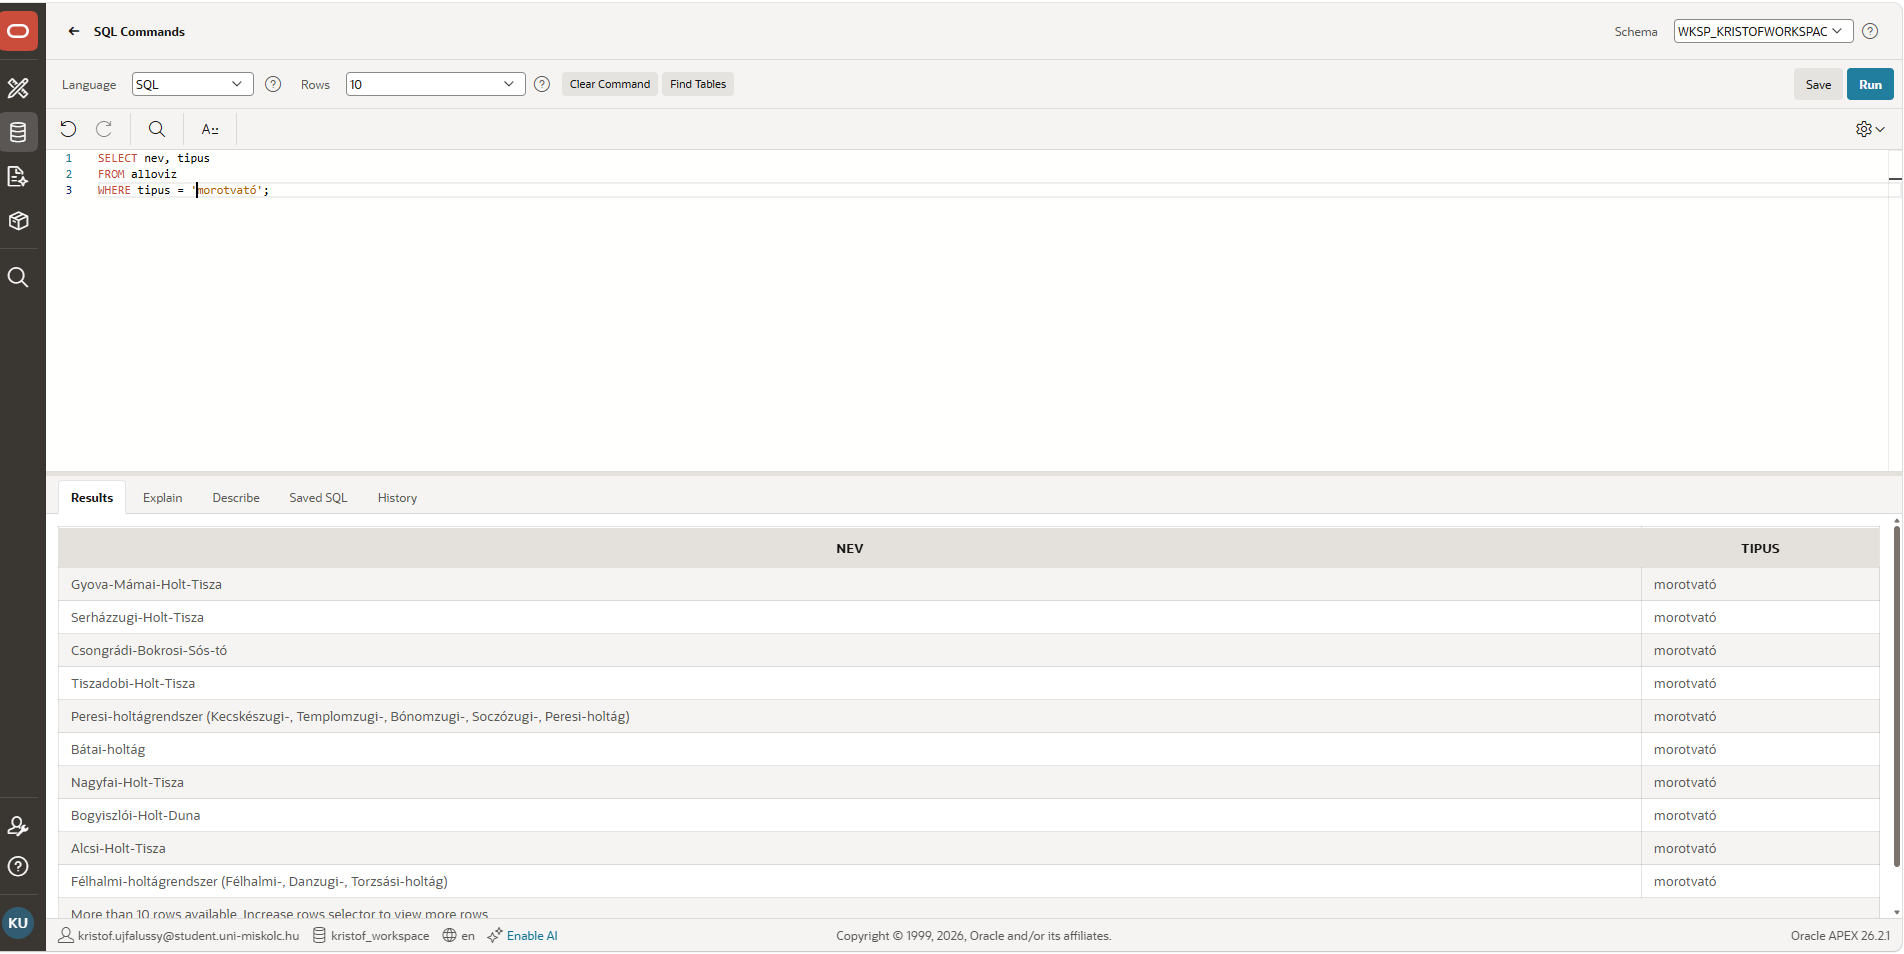 SQL Commands
Schema WKSP_KRISTOFWORKSPAC
Language SQL Rows 10 Clear Command Find Tables Save Run
A
1 SELECT nev, tipus
2 FROM alloviz
3 WHERE tipus = 'morotvató';
Results Explain Describe Saved SQL History
NEV TIPUS
Gyova-Mámai-Holt-Tisza morotvató
Serházzugi-Holt-Tisza morotvató
Csongrádi-Bokrosi-Sós-tó morotvató
Tiszadobi-Holt-Tisza morotvató
Peresi-holtágrendszer (Kecskészugi-, Templomzugi-, Bónomzugi-, Soczózugi-, Peresi-holtág) morotvató
Bátai-holtág morotvató
Nagyfai-Holt-Tisza morotvató
Bogyiszlói-Holt-Duna morotvató
Alcsi-Holt-Tisza morotvató
Félhalmi-holtágrendszer (Félhalmi-, Danzugi-, Torzsási-holtág) morotvató
More than 10 rows available. Increase rows selector to view more rows.
KU
kristof.ujfalussy@student.uni-miskolc.hu kristof_workspace en Enable AI Copyright © 1999, 2026, Oracle and/or its affiliates. Oracle APEX 26.2.1